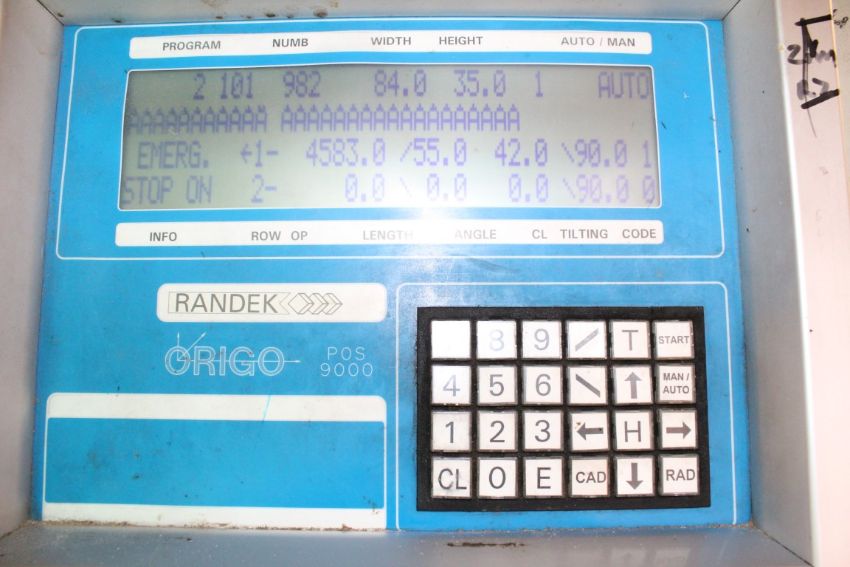 PROGRAM NUMB WIDTH HEIGHT AUTO / MAN
2 101 982 84.0 35.0 1 AUTO
ÀÀÀÀÀÀÀÀÀÀÀ ÀÀÀÀÀÀÀÀÀÀÀÀÀÀÀÀÀÀ
EMERG. ←1- 4583.0 /55.0 42.0 \90.0 1
STOP ON 2- 0.0 \ 0.0 0.0 \90.0 0
INFO ROW OP LENGTH ANGLE CL TILTING CODE
RANDEK
ORIGO POS 9000
8 9 / T START
4 5 6 \ ↑ MAN / AUTO
1 2 3 ← H →
CL O E CAD ↓ RAD